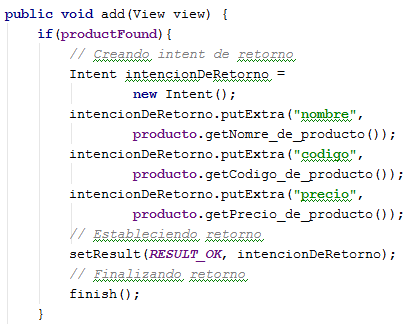 public void add(View view) {
if(productFound){
// Creando intent de retorno
Intent intencionDeRetorno =
new Intent();
intencionDeRetorno.putExtra("nombre",
producto.getNomre_de_producto());
intencionDeRetorno.putExtra("codigo",
producto.getCodigo_de_producto());
intencionDeRetorno.putExtra("precio",
producto.getPrecio_de_producto());
// Estableciendo retorno
setResult(RESULT_OK, intencionDeRetorno);
// Finalizando retorno
finish();
}